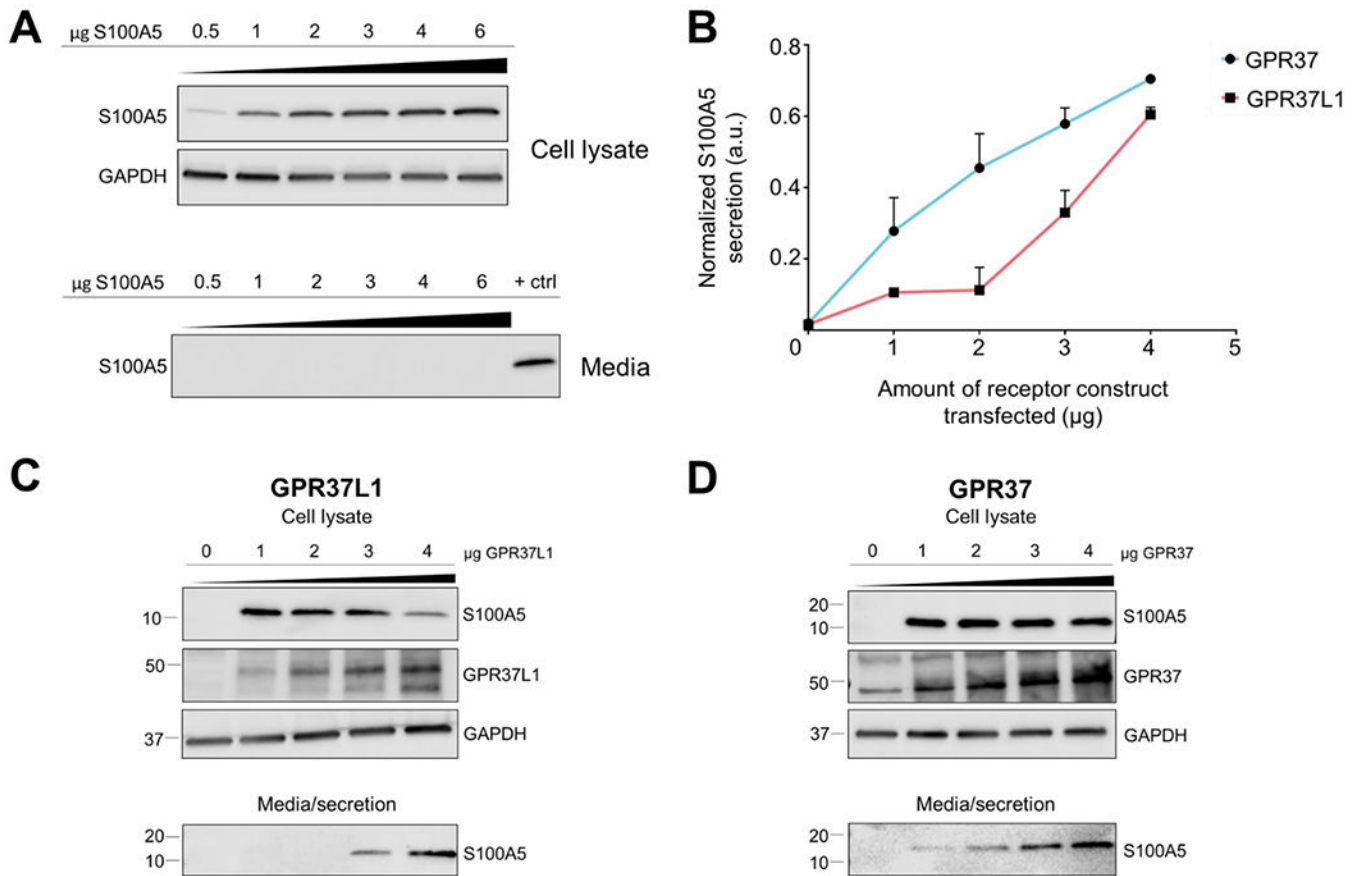 A
µg S100A5 0.5 1 2 3 4 6
S100A5
GAPDH
Cell lysate
µg S100A5 0.5 1 2 3 4 6 + ctrl
S100A5
Media
B
Normalized S100A5
secretion (a.u.)
0.8
0.6
0.4
0.2
0 1 2 3 4 5
Amount of receptor construct
transfected (µg)
GPR37
GPR37L1
C
GPR37L1
Cell lysate
0 1 2 3 4 µg GPR37L1
10 S100A5
50 GPR37L1
37 GAPDH
Media/secretion
20
10
S100A5
D
GPR37
Cell lysate
0 1 2 3 4 µg GPR37
20
10
S100A5
50 GPR37
37 GAPDH
Media/secretion
20
10
S100A5